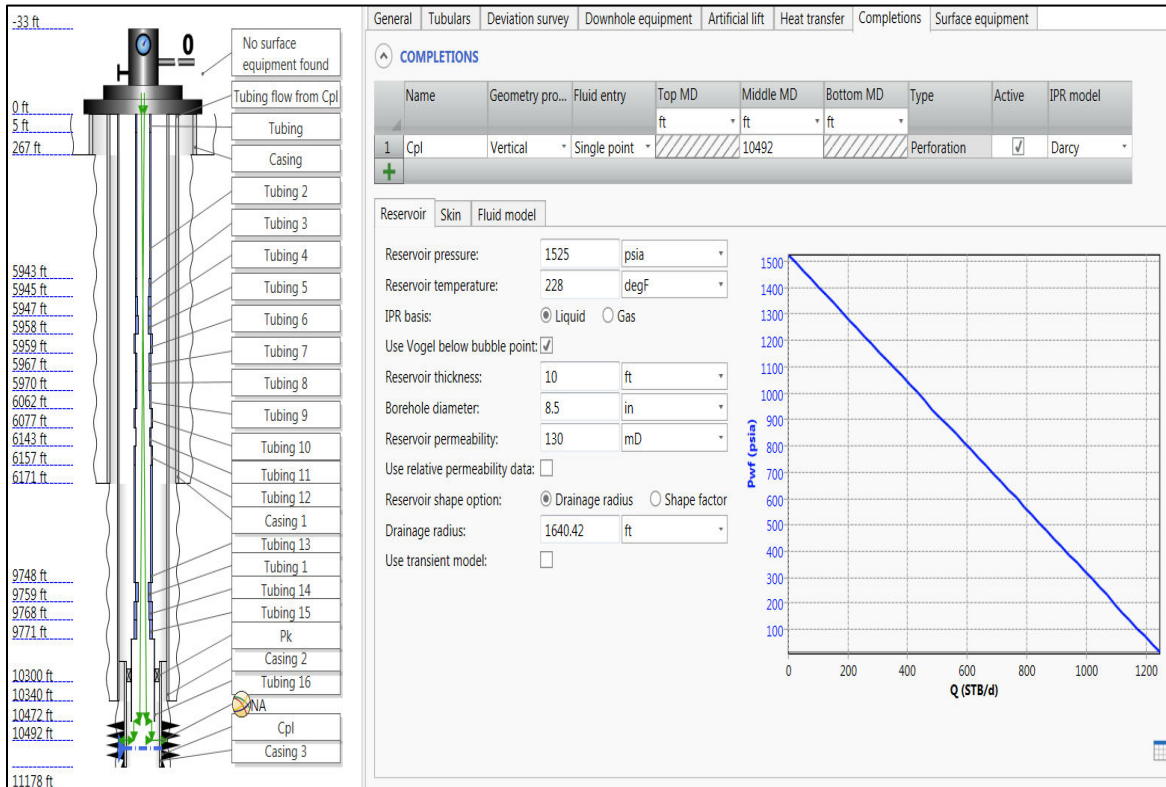 -33 ft
0 ft
5 ft
267 ft
5943 ft
5945 ft
5947 ft
5958 ft
5959 ft
5967 ft
5970 ft
6062 ft
6077 ft
6143 ft
6157 ft
6171 ft
9748 ft
9759 ft
9768 ft
9771 ft
10300 ft
10340 ft
10472 ft
10492 ft
11178 ft
0
No surface
equipment found
Tubing flow from Cpl
Tubing
Casing
Tubing 2
Tubing 3
Tubing 4
Tubing 5
Tubing 6
Tubing 7
Tubing 8
Tubing 9
Tubing 10
Tubing 11
Tubing 12
Casing 1
Tubing 13
Tubing 1
Tubing 14
Tubing 15
Pk
Casing 2
Tubing 16
NA
Cpl
Casing 3
General Tubulars Deviation survey Downhole equipment Artificial lift Heat transfer Completions Surface equipment
COMPLETIONS
Name Geometry pro... Fluid entry Top MD Middle MD Bottom MD Type Active IPR model
ft ft ft
1 Cpl Vertical Single point 10492 Perforation Darcy
Reservoir Skin Fluid model
Reservoir pressure: 1525 psia
Reservoir temperature: 228 degF
IPR basis: Liquid Gas
Use Vogel below bubble point:
Reservoir thickness: 10 ft
Borehole diameter: 8.5 in
Reservoir permeability: 130 mD
Use relative permeability data:
Reservoir shape option: Drainage radius Shape factor
Drainage radius: 1640.42 ft
Use transient model:
Pwf (psia)
1500
1400
1300
1200
1100
1000
900
800
700
600
500
400
300
200
100
0 200 400 600 800 1000 1200
Q (STB/d)